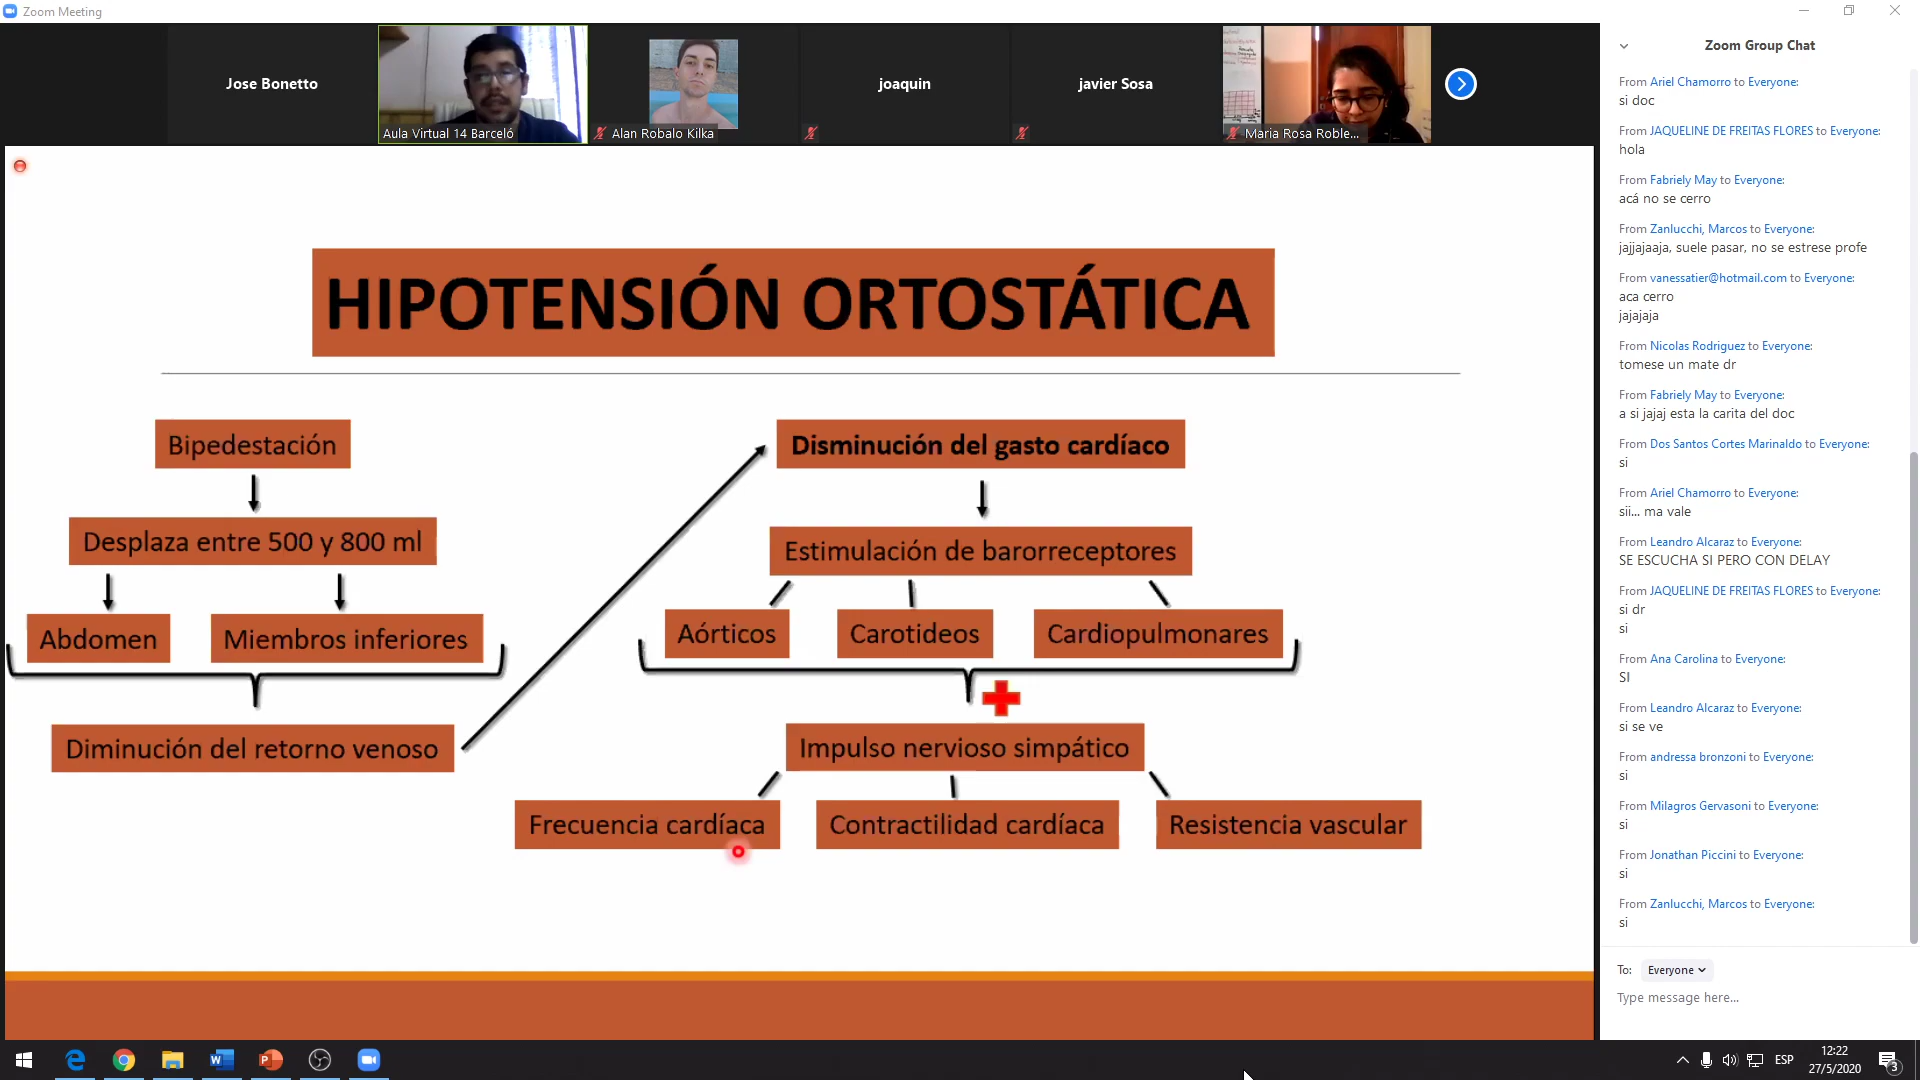 Zoom Meeting
Jose Bonetto
Aula Virtual 14 Barceló
Alan Robalo Kilka
joaquin
javier Sosa
Maria Rosa Roble...
HIPOTENSIÓN ORTOSTÁTICA
Bipedestación
Desplaza entre 500 y 800 ml
Abdomen
Miembros inferiores
Diminución del retorno venoso
Disminución del gasto cardíaco
Estimulación de barorreceptores
Aórticos
Carotideos
Cardiopulmonares
Impulso nervioso simpático
Frecuencia cardíaca
Contractilidad cardíaca
Resistencia vascular
Zoom Group Chat
From Ariel Chamorro to Everyone:
si doc
From JAQUELINE DE FREITAS FLORES to Everyone:
hola
From Fabriely May to Everyone:
acá no se cerro
From Zanlucchi, Marcos to Everyone:
jajjajaaja, suele pasar, no se estrese profe
From vanessatier@hotmail.com to Everyone:
aca cerro
jajajaja
From Nicolas Rodriguez to Everyone:
tomese un mate dr
From Fabriely May to Everyone:
a si jajaj esta la carita del doc
From Dos Santos Cortes Marinaldo to Everyone:
si
From Ariel Chamorro to Everyone:
sii... ma vale
From Leandro Alcaraz to Everyone:
SE ESCUCHA SI PERO CON DELAY
From JAQUELINE DE FREITAS FLORES to Everyone:
si dr
si
From Ana Carolina to Everyone:
SI
From Leandro Alcaraz to Everyone:
si se ve
From andressa bronzoni to Everyone:
si
From Milagros Gervasoni to Everyone:
si
From Jonathan Piccini to Everyone:
si
From Zanlucchi, Marcos to Everyone:
si
To: Everyone
Type message here...
ESP
12:22
27/5/2020
3